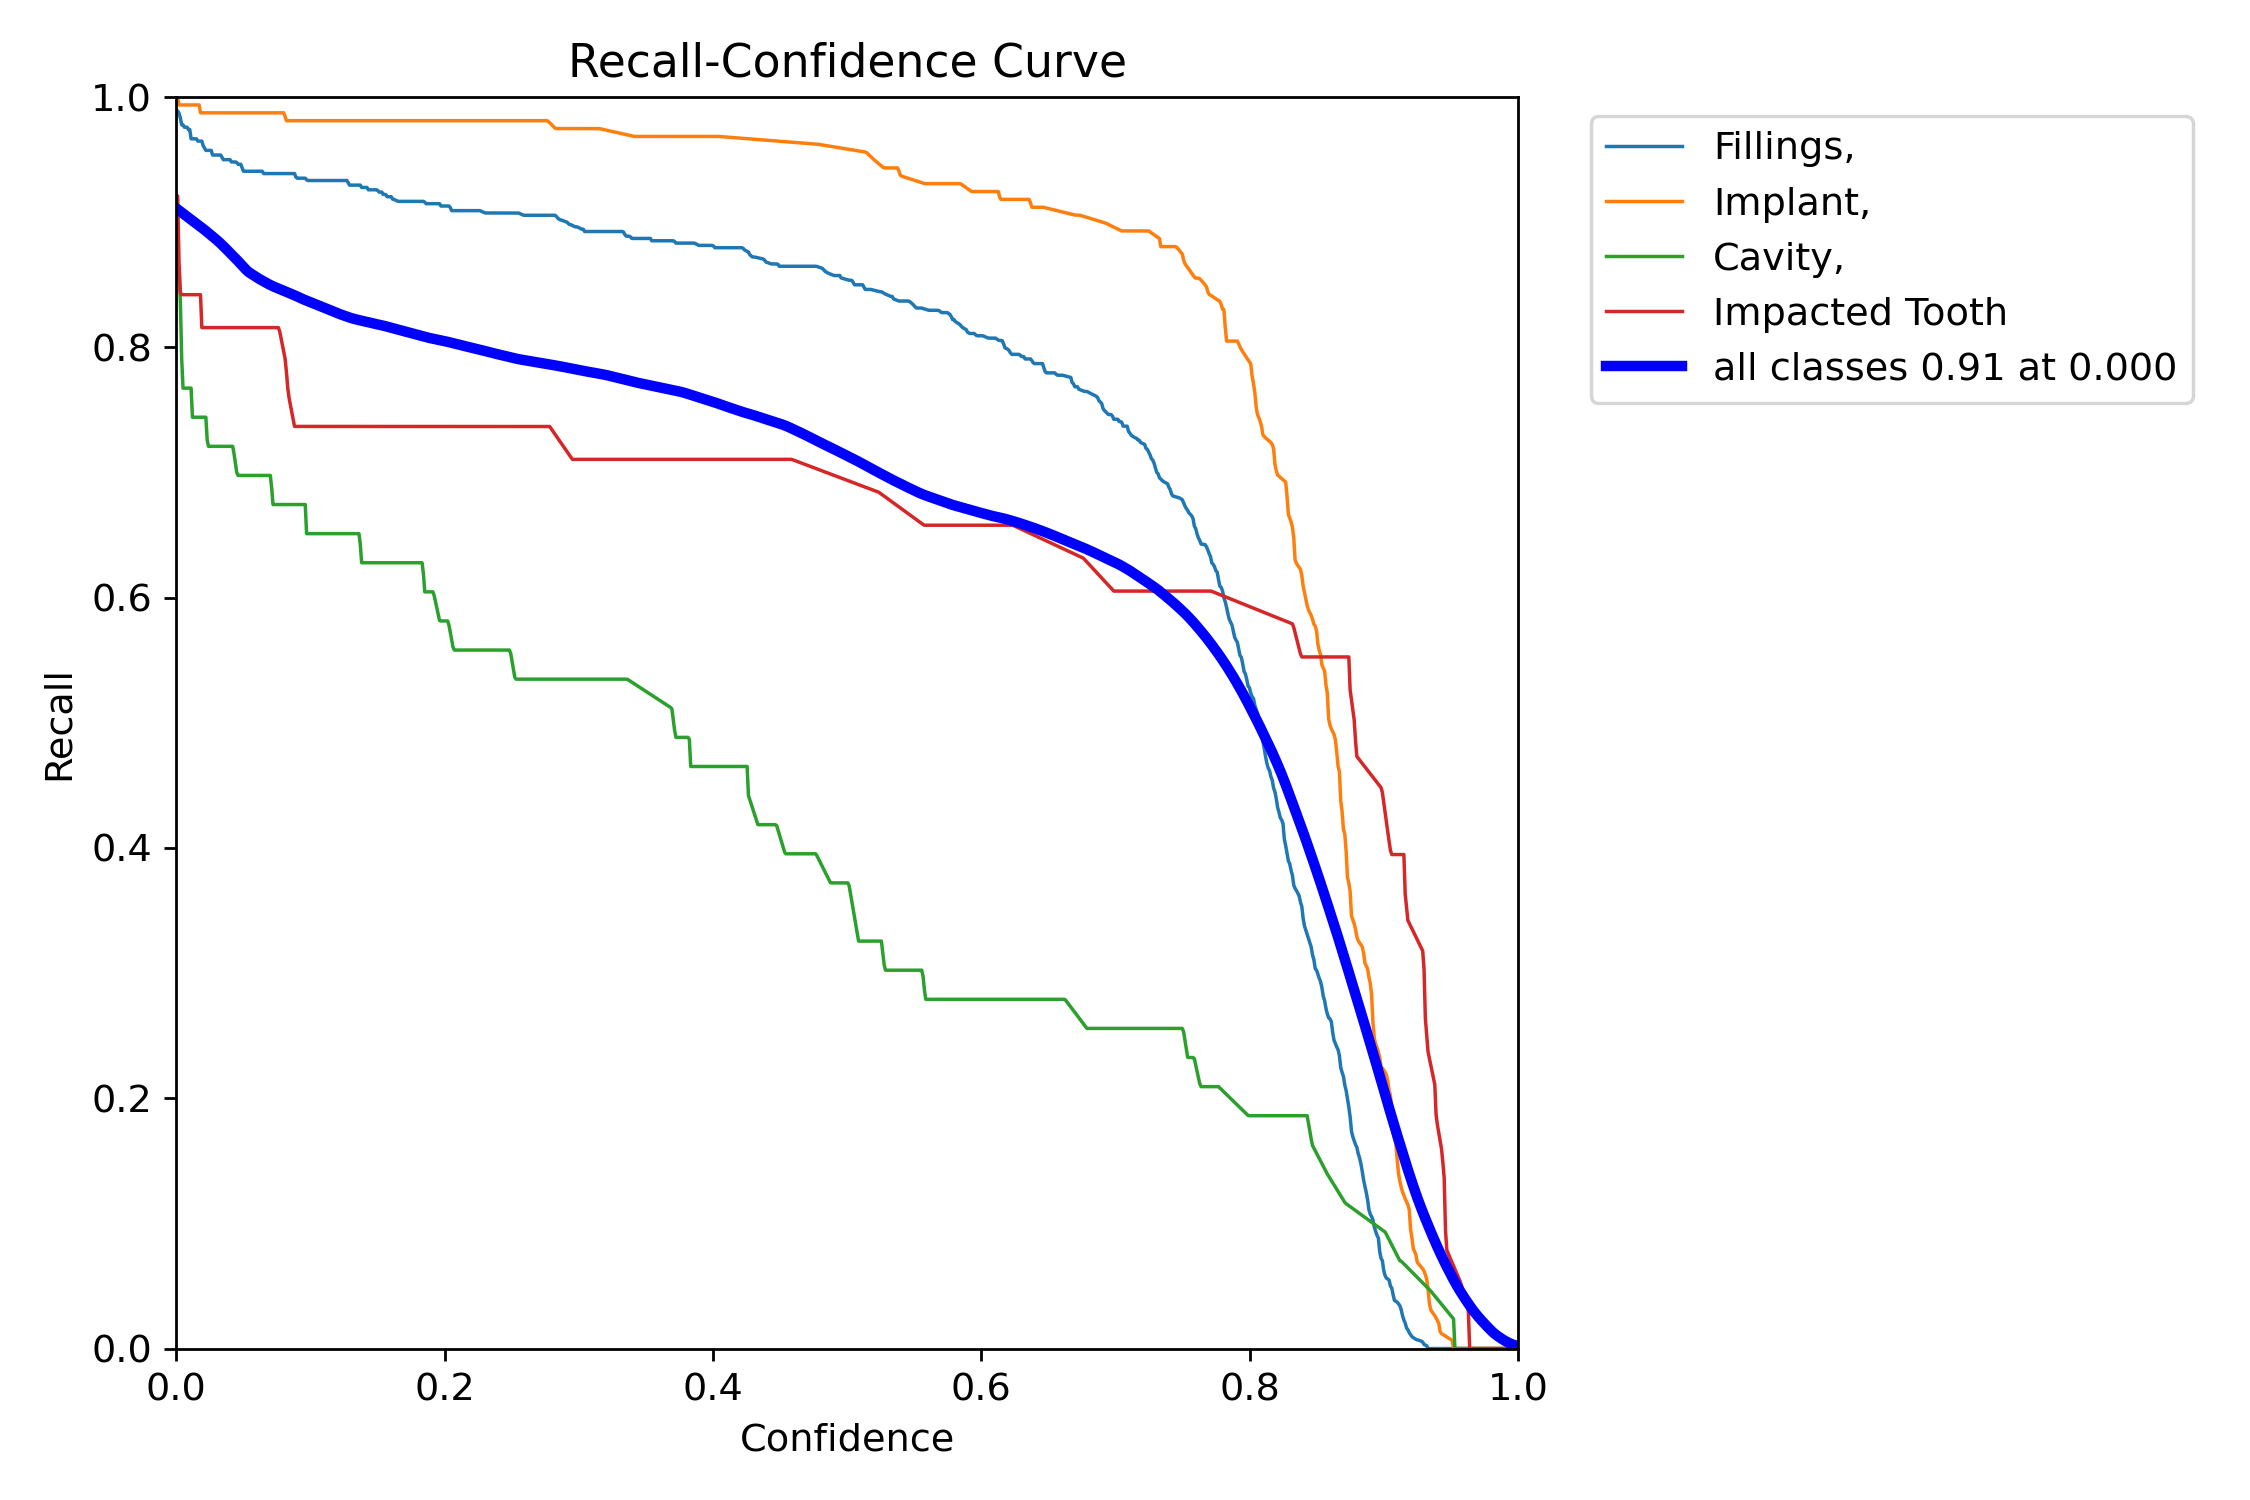 Recall-Confidence Curve
1.0
0.8
0.6
0.4
0.2
0.0
Recall
0.0 0.2 0.4 0.6 0.8 1.0
Confidence
Fillings,
Implant,
Cavity,
Impacted Tooth
all classes 0.91 at 0.000